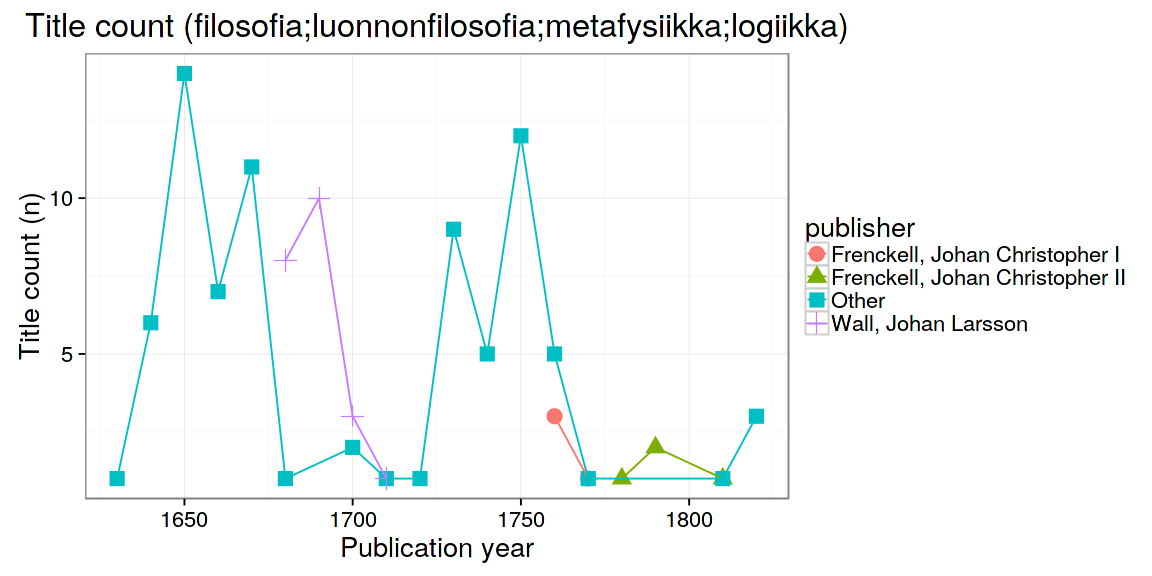 Title count (filosofia;luonnonfilosofia;metafysiikka;logiikka)
Title count (n)
10
5
1650
1700
1750
1800
Publication year
publisher
Frenckell, Johan Christopher I
Frenckell, Johan Christopher II
Other
Wall, Johan Larsson